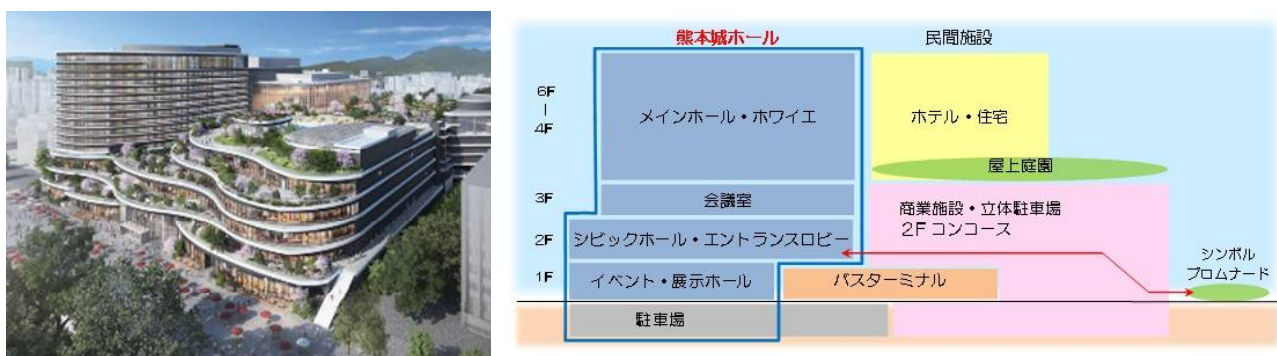 熊本城ホール
民間施設
6F
|
4F
メインホール・ホワイエ
ホテル・住宅
屋上庭園
3F
会議室
商業施設・立体駐車場
2Fコンコース
2F
シビックホール・エントランスロビー
シンボル
プロムナード
1F
イベント・展示ホール
バスターミナル
駐車場